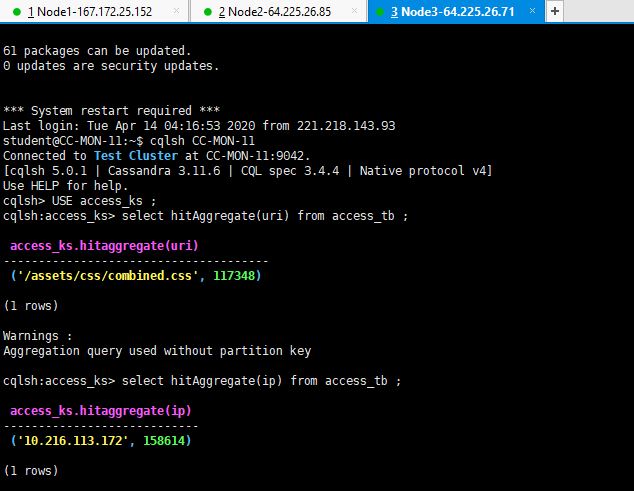 1 Node1-167.172.25.152 × 2 Node2-64.225.26.85 × 3 Node3-64.225.26.71 × +
61 packages can be updated.
0 updates are security updates.
*** System restart required ***
Last login: Tue Apr 14 04:16:53 2020 from 221.218.143.93
student@CC-MON-11:~$ cqlsh CC-MON-11
Connected to Test Cluster at CC-MON-11:9042.
[cqlsh 5.0.1 | Cassandra 3.11.6 | CQL spec 3.4.4 | Native protocol v4]
Use HELP for help.
cqlsh> USE access_ks ;
cqlsh:access_ks> select hitAggregate(uri) from access_tb ;
access_ks.hitaggregate(uri)
--------------------------------------
('/assets/css/combined.css', 117348)
(1 rows)
Warnings :
Aggregation query used without partition key
cqlsh:access_ks> select hitAggregate(ip) from access_tb ;
access_ks.hitaggregate(ip)
----------------------------
('10.216.113.172', 158614)
(1 rows)